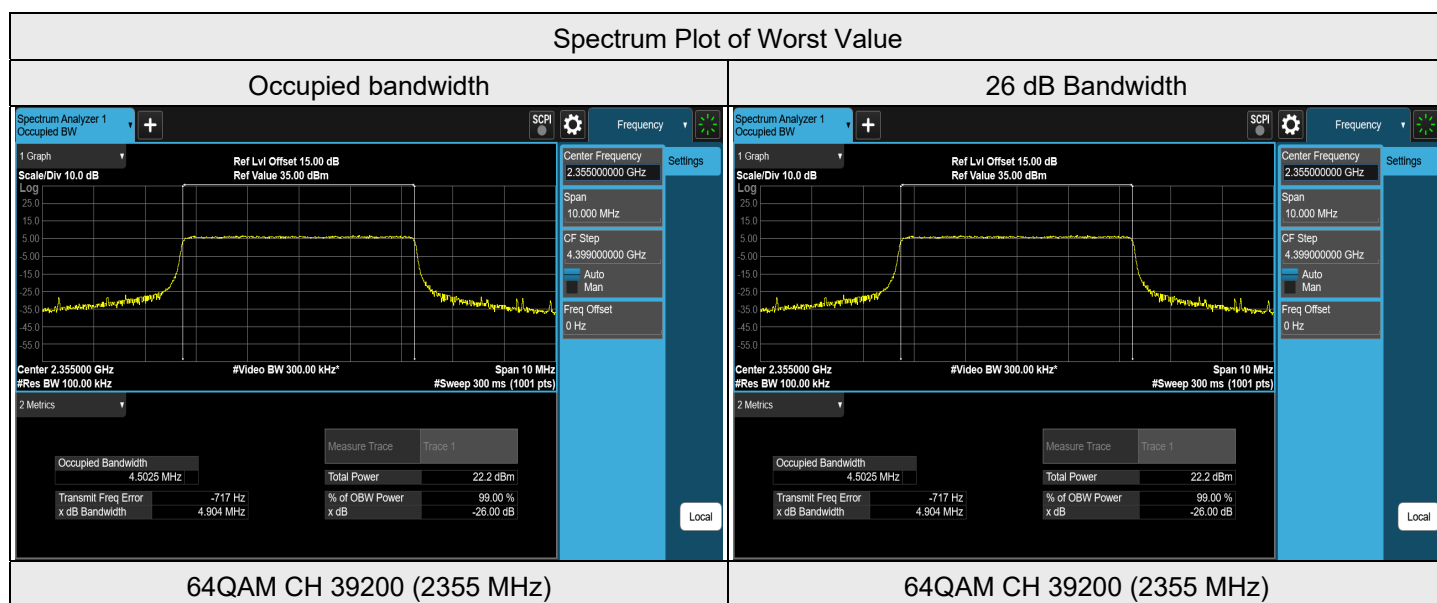 Spectrum Plot of Worst Value
Occupied bandwidth
26 dB Bandwidth
Spectrum Analyzer 1
Occupied BW
+
SCPI
Frequency
1 Graph
Ref Lvl Offset 15.00 dB
Scale/Div 10.0 dB
Ref Value 35.00 dBm
Log
25.0
15.0
5.00
-5.00
-15.0
-25.0
-35.0
-45.0
-55.0
Center 2.355000 GHz
#Video BW 300.00 kHz*
Span 10 MHz
#Res BW 100.00 kHz
#Sweep 300 ms (1001 pts)
Center Frequency
2.355000000 GHz
Settings
Span
10.000 MHz
CF Step
4.399000000 GHz
Auto
Man
Freq Offset
0 Hz
2 Metrics
Measure Trace Trace 1
Occupied Bandwidth
4.5025 MHz
Total Power 22.2 dBm
Transmit Freq Error -717 Hz
% of OBW Power 99.00 %
x dB Bandwidth 4.904 MHz
x dB -26.00 dB
Local
Spectrum Analyzer 1
Occupied BW
+
SCPI
Frequency
1 Graph
Ref Lvl Offset 15.00 dB
Scale/Div 10.0 dB
Ref Value 35.00 dBm
Log
25.0
15.0
5.00
-5.00
-15.0
-25.0
-35.0
-45.0
-55.0
Center 2.355000 GHz
#Video BW 300.00 kHz*
Span 10 MHz
#Res BW 100.00 kHz
#Sweep 300 ms (1001 pts)
Center Frequency
2.355000000 GHz
Settings
Span
10.000 MHz
CF Step
4.399000000 GHz
Auto
Man
Freq Offset
0 Hz
2 Metrics
Measure Trace Trace 1
Occupied Bandwidth
4.5025 MHz
Total Power 22.2 dBm
Transmit Freq Error -717 Hz
% of OBW Power 99.00 %
x dB Bandwidth 4.904 MHz
x dB -26.00 dB
Local
64QAM CH 39200 (2355 MHz)
64QAM CH 39200 (2355 MHz)